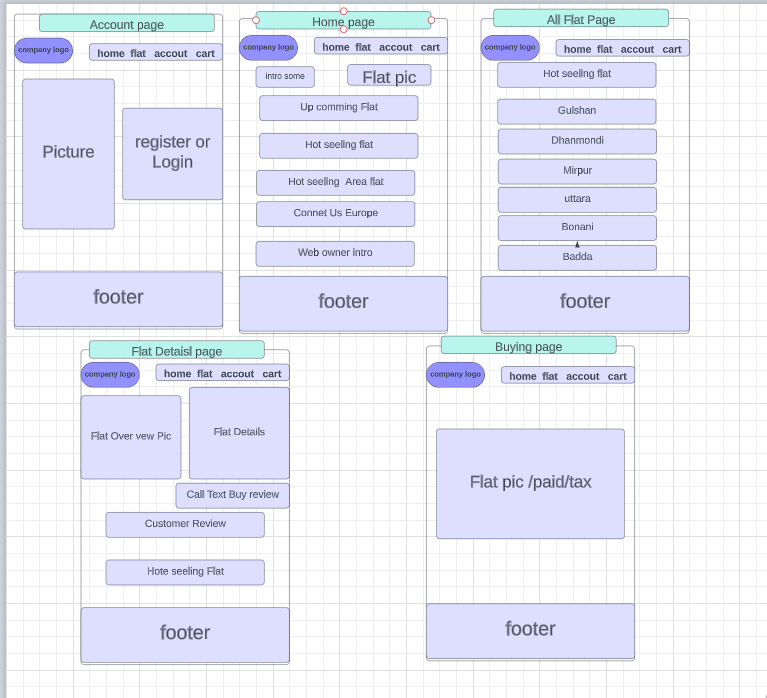 Account page
company logo
home flat accout cart
Picture
register or
Login
footer
Home page
company logo
home flat accout cart
intro some
Flat pic
Up comming Flat
Hot seeling flat
Hot seeling Area flat
Connet Us Europe
Web owner intro
footer
All Flat Page
company logo
home flat accout cart
Hot seeling flat
Gulshan
Dhanmondi
Mirpur
uttara
Bonani
Badda
footer
Flat Detaisl page
company logo
home flat accout cart
Flat Over vew Pic
Flat Details
Call Text Buy review
Customer Review
Hote seeling Flat
footer
Buying page
company logo
home flat accout cart
Flat pic /paid/tax
footer